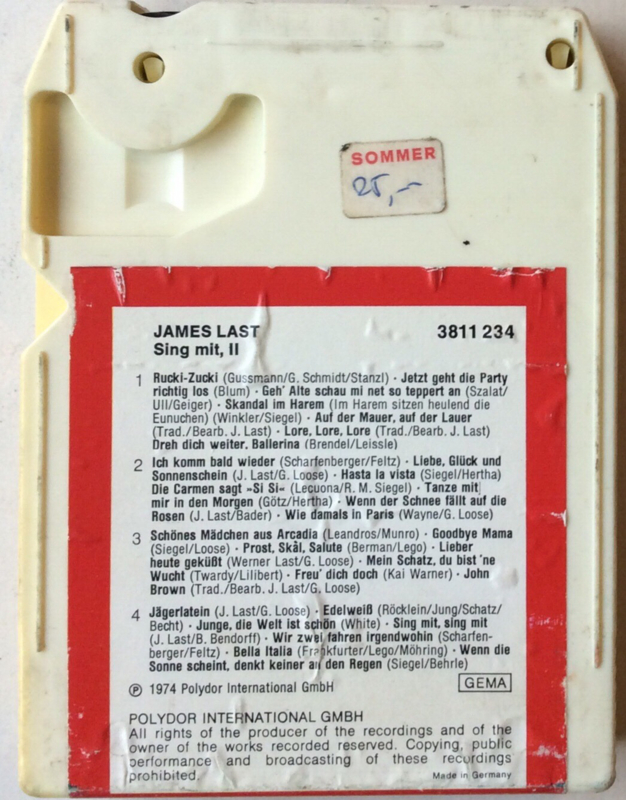 SOMMER
25,-
JAMES LAST 3811 234
Sing mit, II
1 Rucki-Zucki (Gussmann/G. Schmidt/Stanzl) · Jetzt geht die Party
richtig los (Blum) · Geh' Alte schau mi net so teppert an (Szalat/
Ull/Geiger) · Skandal im Harem (Im Harem sitzen heulend die
Eunuchen) (Winkler/Siegel) · Auf der Mauer, auf der Lauer
(Trad./Bearb. J. Last) · Lore, Lore, Lore (Trad./Bearb. J. Last)
Dreh dich weiter, Ballerina (Brendel/Leissle)
2 Ich komm bald wieder (Scharfenberger/Feltz) · Liebe, Glück und
Sonnenschein (J. Last/G. Loose) · Hasta la vista (Siegel/Hertha)
Die Carmen sagt »Si Si« (Lecuona/R. M. Siegel) · Tanze mit
mir in den Morgen (Götz/Hertha) · Wenn der Schnee fällt auf die
Rosen (J. Last/Bader) · Wie damals in Paris (Wayne/G. Loose)
3 Schönes Mädchen aus Arcadia (Leandros/Munro) · Goodbye Mama
(Siegel/Loose) · Prost, Skål, Salute (Berman/Lego) · Lieber
heute geküßt (Werner Last/G. Loose) · Mein Schatz, du bist 'ne
Wucht (Twardy/Lilibert) · Freu' dich doch (Kai Warner) · John
Brown (Trad./Bearb. J. Last/G. Loose)
4 Jägerlatein (J. Last/G. Loose) · Edelweiß (Röcklein/Jung/Schatz/
Becht) · Junge, die Welt ist schön (White) · Sing mit, sing mit
(J. Last/B. Bendorff) · Wir zwei fahren irgendwohin (Scharfen-
berger/Feltz) · Bella Italia (Frankfurter/Lego/Möhring) · Wenn die
Sonne scheint, denkt keiner an den Regen (Siegel/Behrle)
℗ 1974 Polydor International GmbH GEMA
POLYDOR INTERNATIONAL GMBH
All rights of the producer of the recordings and of the
owner of the works recorded reserved. Copying, public
performance and broadcasting of these recordings
prohibited. Made in Germany